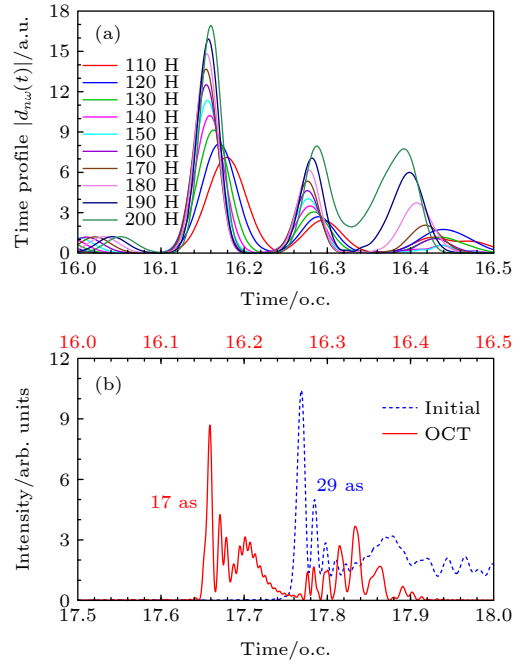 18
15
12
9
6
3
0
Time profile |d_{nω}(t)|/a.u.
(a)
110 H
120 H
130 H
140 H
150 H
160 H
170 H
180 H
190 H
200 H
16.0 16.1 16.2 16.3 16.4 16.5
Time/o.c.
16.0 16.1 16.2 16.3 16.4 16.5
12
9
6
3
0
Intensity/arb. units
(b)
Initial
OCT
17 as
29 as
17.5 17.6 17.7 17.8 17.9 18.0
Time/o.c.